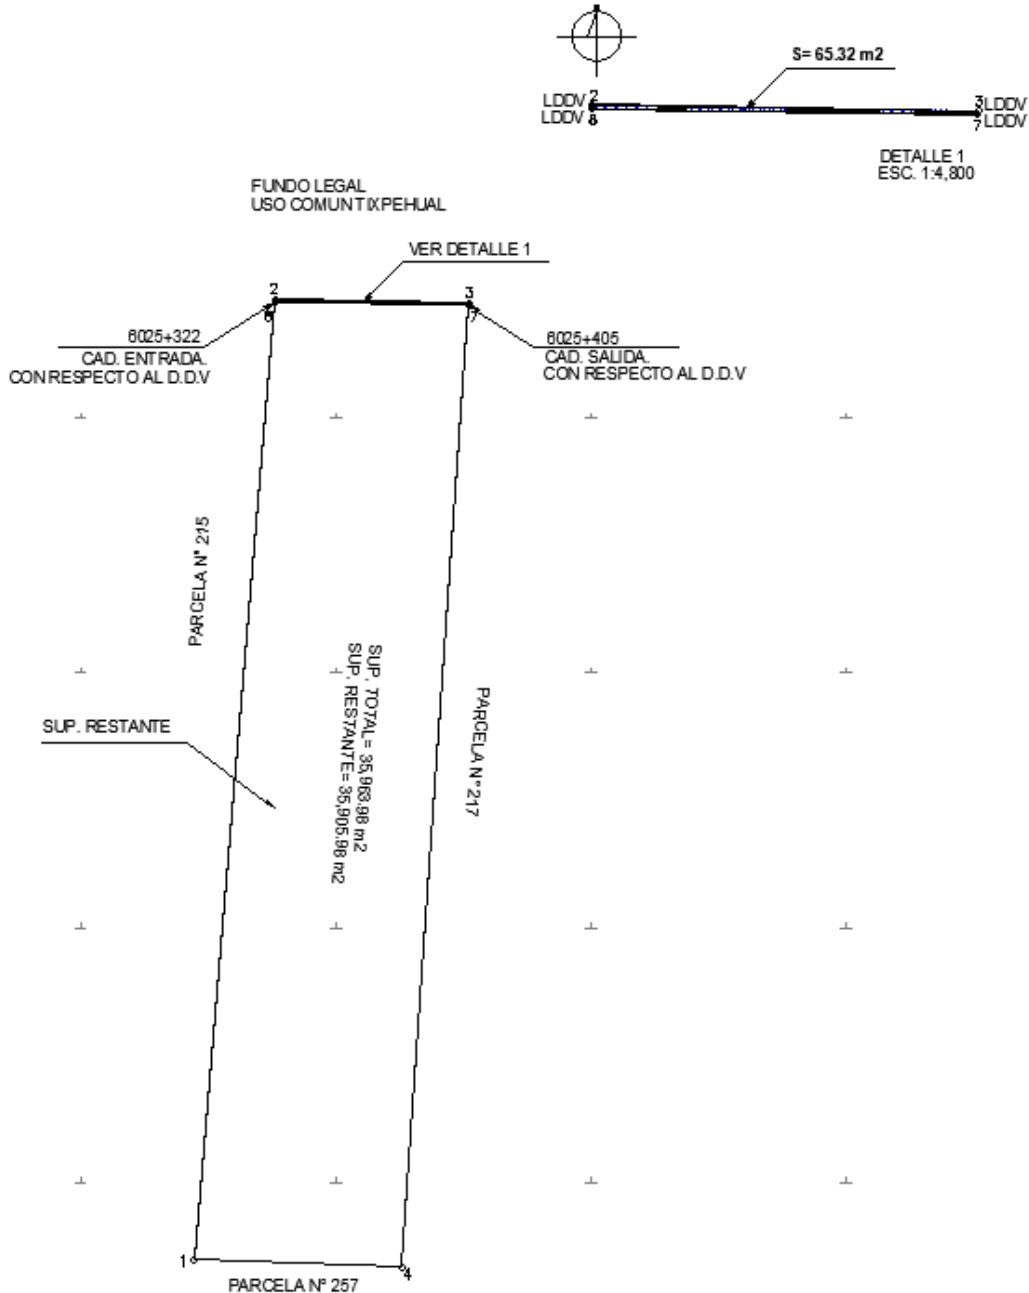 S= 65.32 m2
LDDV 2
LDDV 8
3 LDDV
7 LDDV
DETALLE 1
ESC. 1:4,800
FUNDO LEGAL
USO COMUN TIXPEHUAL
VER DETALLE 1
2
3
7
6025+322
CAD. ENTRADA.
CON RESPECTO AL D.D.V
6025+405
CAD. SALIDA.
CON RESPECTO AL D.D.V
PARCELA N° 215
SUP. TOTAL= 35,963.98 m2
SUP. RESTANTE= 35,905.98 m2
PARCELA N° 217
SUP. RESTANTE
1
4
PARCELA N° 257